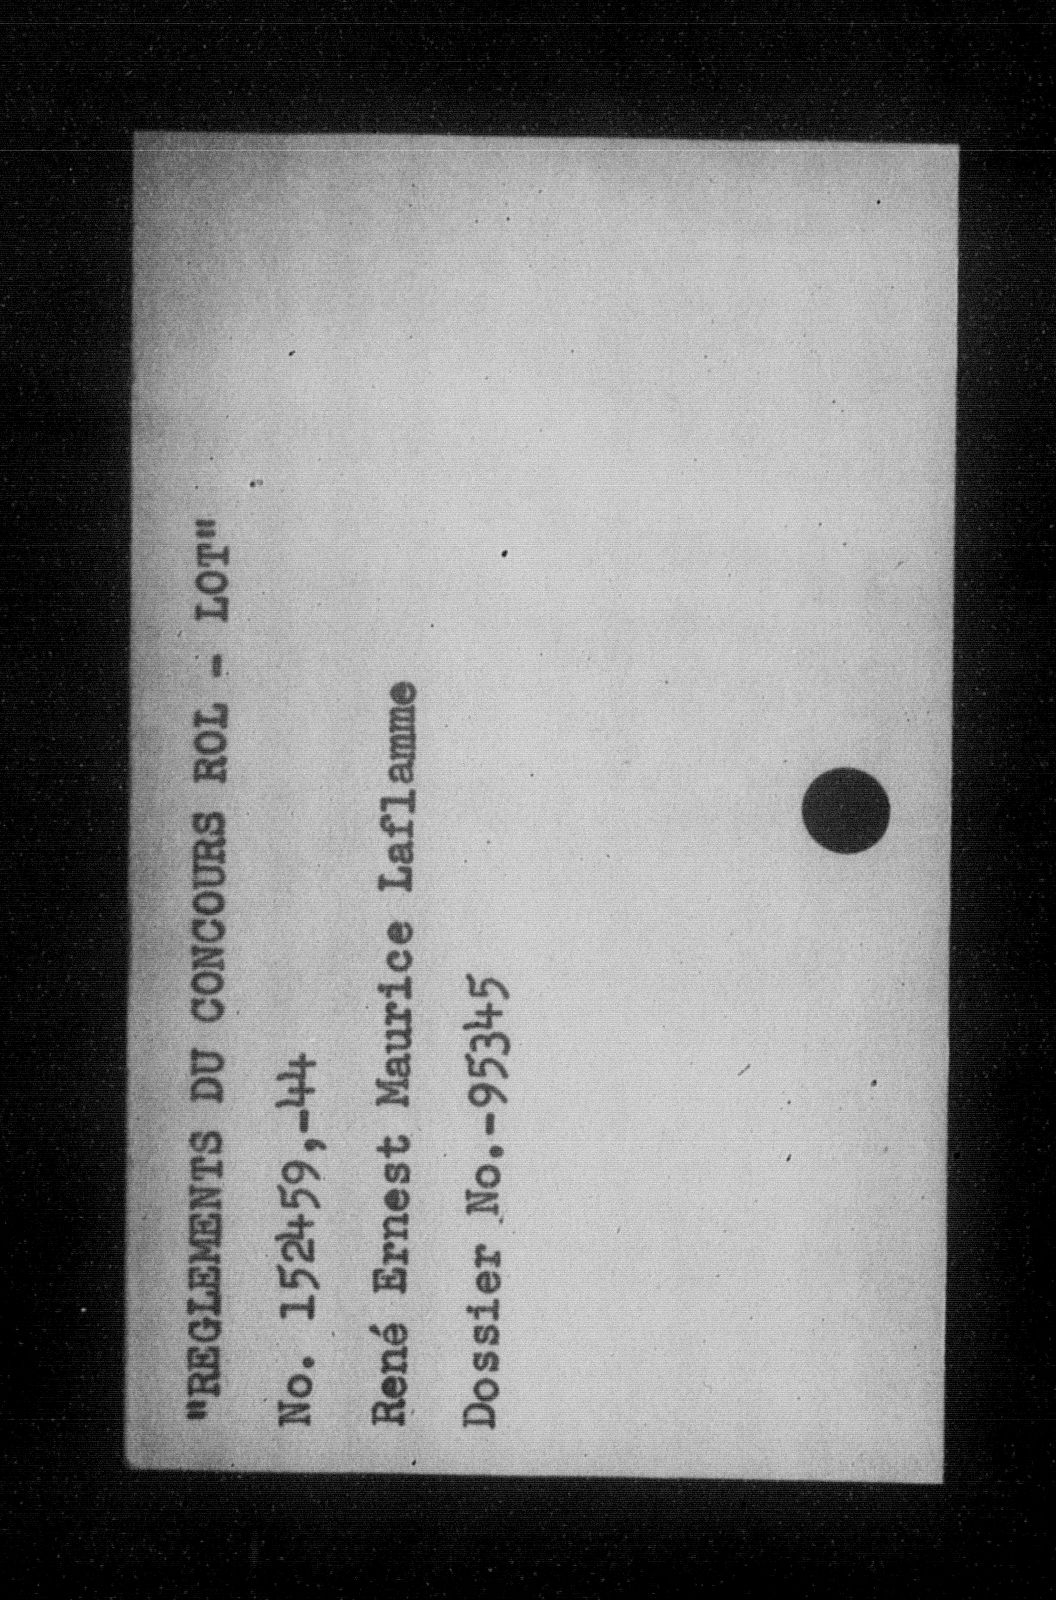 "REGLEMENTS DU CONCOURS ROL - LOT"
No. 152459,-44
René Ernest Maurice Laflamme
Dossier No.-95345